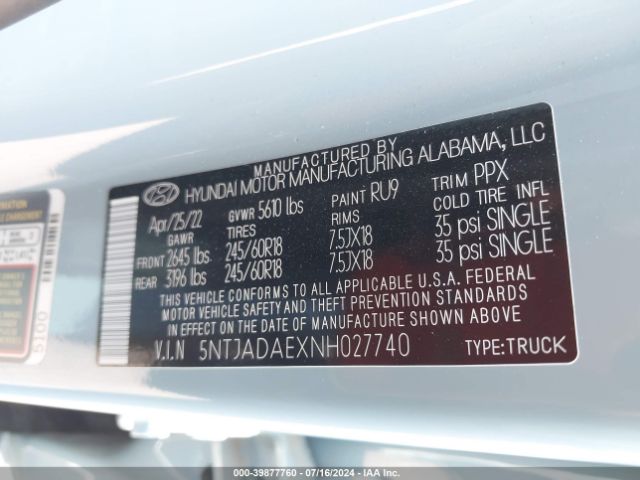 MANUFACTURED BY
HYUNDAI MOTOR MANUFACTURING ALABAMA, LLC
Apr/25/22 GVWR 5610 lbs PAINT RU9 TRIM PPX
GAWR TIRES RIMS COLD TIRE INFL
FRONT 2645 lbs 245/60R18 7.5JX18 35 psi SINGLE
REAR 3196 lbs 245/60R18 7.5JX18 35 psi SINGLE
THIS VEHICLE CONFORMS TO ALL APPLICABLE U.S.A. FEDERAL
MOTOR VEHICLE SAFETY AND THEFT PREVENTION STANDARDS
IN EFFECT ON THE DATE OF MANUFACTURE SHOWN ABOVE.
V.I.N 5NTJADAEXNH027740 TYPE:TRUCK
000-39877760 - 07/16/2024 - IAA Inc.